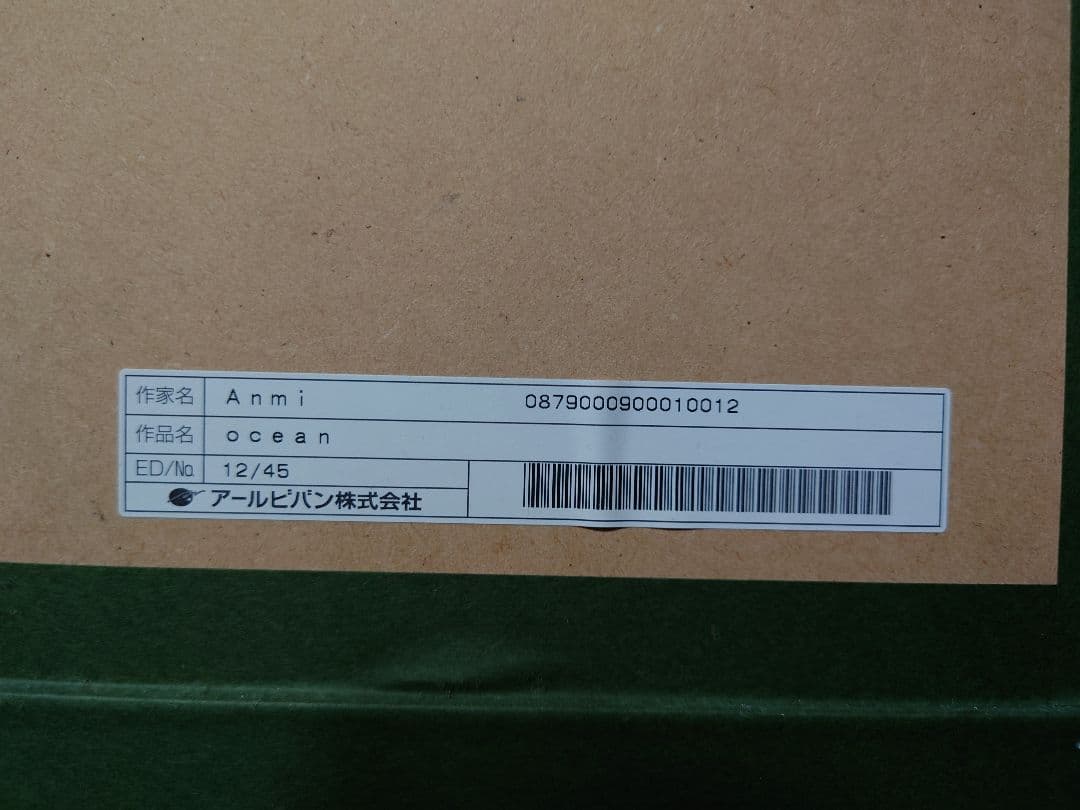 作家名 Anmi 0879000900010012
作品名 ocean
ED/No. 12/45
アールビバン株式会社